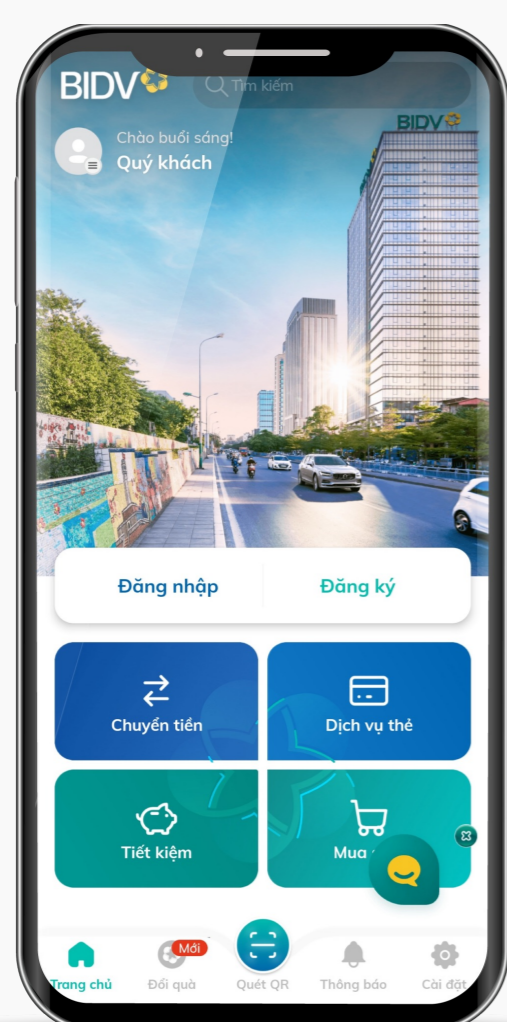 BIDV
Tìm kiếm
BIDV
Chào buổi sáng!
Quý khách
Đăng nhập
Đăng ký
Chuyển tiền
Dịch vụ thẻ
Tiết kiệm
Mua
Mới
Trang chủ
Đổi quà
Quét QR
Thông báo
Cài đặt